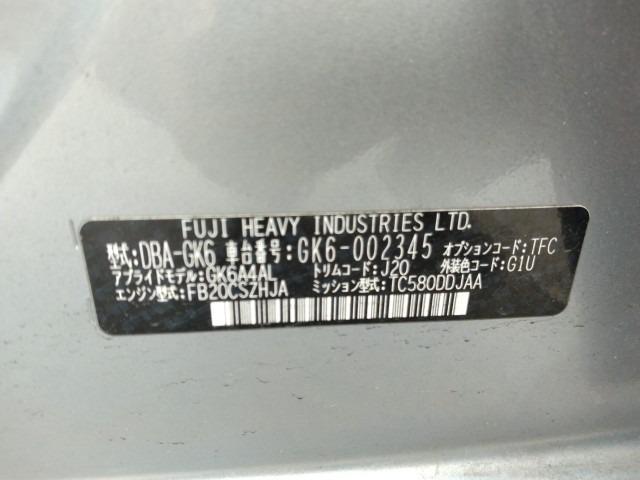 FUJI HEAVY INDUSTRIES LTD.
型式:DBA-GK6 車台番号:GK6-002345 オプションコード:TFC
アプライドモデル:GK6A4AL トリムコード:J20 外装色コード:G1U
エンジン型式:FB20CSZHJA ミッション型式:TC580DDJAA